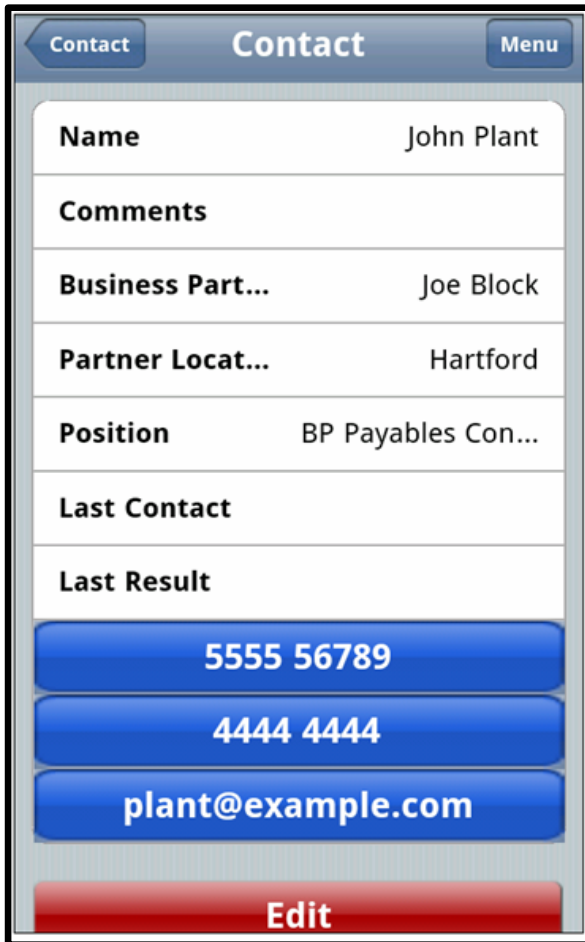 Contact Contact Menu
Name John Plant
Comments
Business Part... Joe Block
Partner Locat... Hartford
Position BP Payables Con...
Last Contact
Last Result
5555 56789
4444 4444
plant@example.com
Edit